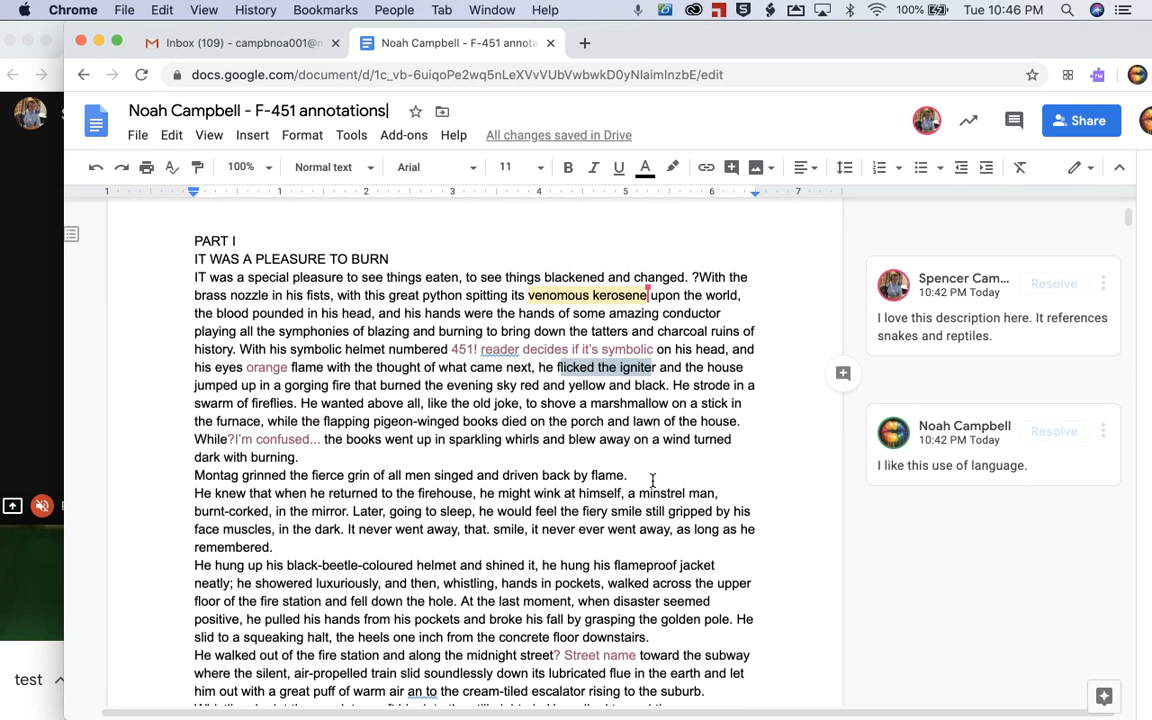 Chrome File Edit View History Bookmarks People Tab Window Help 100% Tue 10:46 PM
Inbox (109) - campbnoa001@ Noah Campbell - F-451 annota
docs.google.com/document/d/1c_vb-6uiqoPe2wq5nLeXVvVUbVwbwkD0yNIaimInzbE/edit
Noah Campbell - F-451 annotations
File Edit View Insert Format Tools Add-ons Help All changes saved in Drive
Share
100% Normal text Arial 11
1 1 2 3 4 5 6 7
PART I
IT WAS A PLEASURE TO BURN
IT was a special pleasure to see things eaten, to see things blackened and changed. ?With the
brass nozzle in his fists, with this great python spitting its venomous kerosene upon the world,
the blood pounded in his head, and his hands were the hands of some amazing conductor
playing all the symphonies of blazing and burning to bring down the tatters and charcoal ruins of
history. With his symbolic helmet numbered 451! reader decides if it's symbolic on his head, and
his eyes orange flame with the thought of what came next, he flicked the igniter and the house
jumped up in a gorging fire that burned the evening sky red and yellow and black. He strode in a
swarm of fireflies. He wanted above all, like the old joke, to shove a marshmallow on a stick in
the furnace, while the flapping pigeon-winged books died on the porch and lawn of the house.
While?I'm confused... the books went up in sparkling whirls and blew away on a wind turned
dark with burning.
Montag grinned the fierce grin of all men singed and driven back by flame.
He knew that when he returned to the firehouse, he might wink at himself, a minstrel man,
burnt-corked, in the mirror. Later, going to sleep, he would feel the fiery smile still gripped by his
face muscles, in the dark. It never went away, that. smile, it never ever went away, as long as he
remembered.
He hung up his black-beetle-coloured helmet and shined it, he hung his flameproof jacket
neatly; he showered luxuriously, and then, whistling, hands in pockets, walked across the upper
floor of the fire station and fell down the hole. At the last moment, when disaster seemed
positive, he pulled his hands from his pockets and broke his fall by grasping the golden pole. He
slid to a squeaking halt, the heels one inch from the concrete floor downstairs.
He walked out of the fire station and along the midnight street? Street name toward the subway
where the silent, air-propelled train slid soundlessly down its lubricated flue in the earth and let
him out with a great puff of warm air an to the cream-tiled escalator rising to the suburb.
Spencer Cam...
10:42 PM Today
Resolve
I love this description here. It references
snakes and reptiles.
Noah Campbell
10:42 PM Today
Resolve
I like this use of language.
test